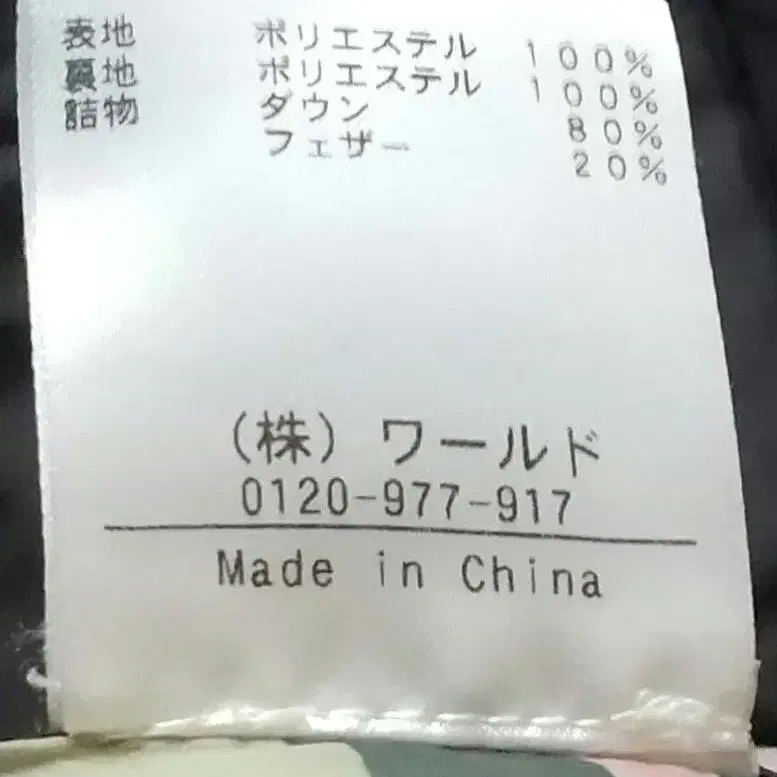 表地 ポリエステル 100%
裏地 ポリエステル 100%
詰物 ダウン 80%
フェザー 20%
(株) ワールド
0120-977-917
Made in China